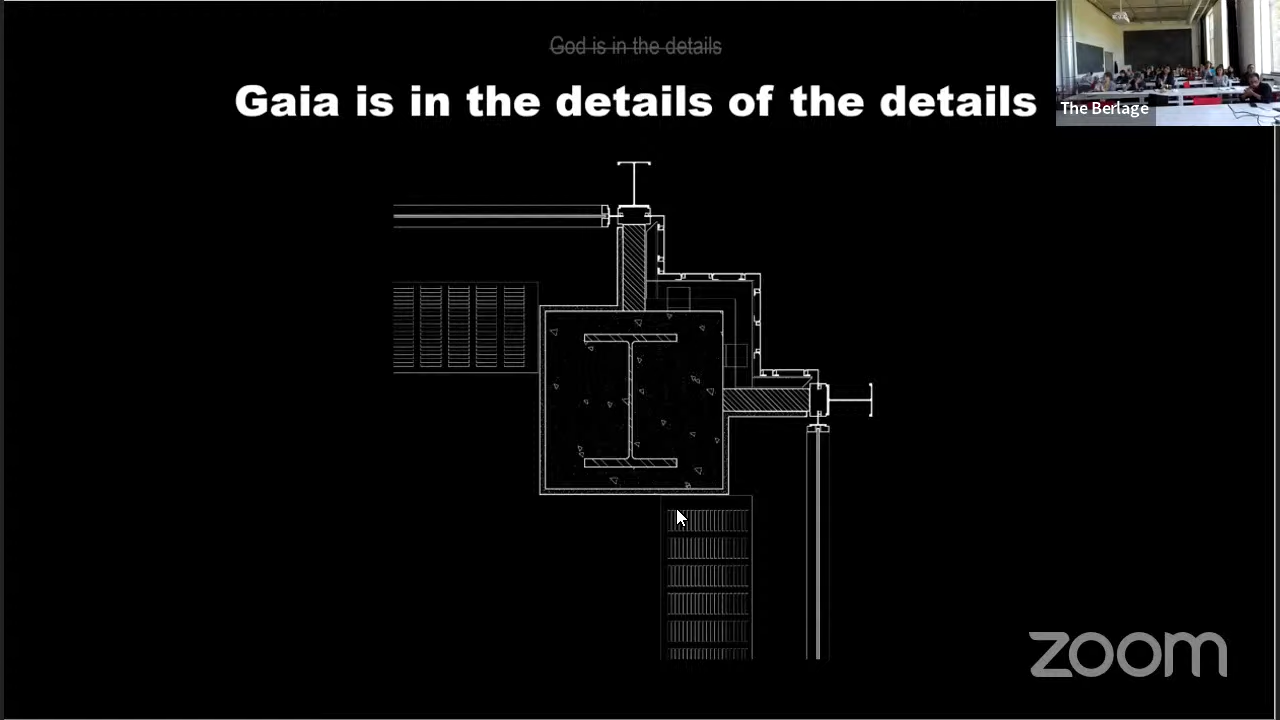 God is in the details
Gaia is in the details of the details
The Berlage
zoom